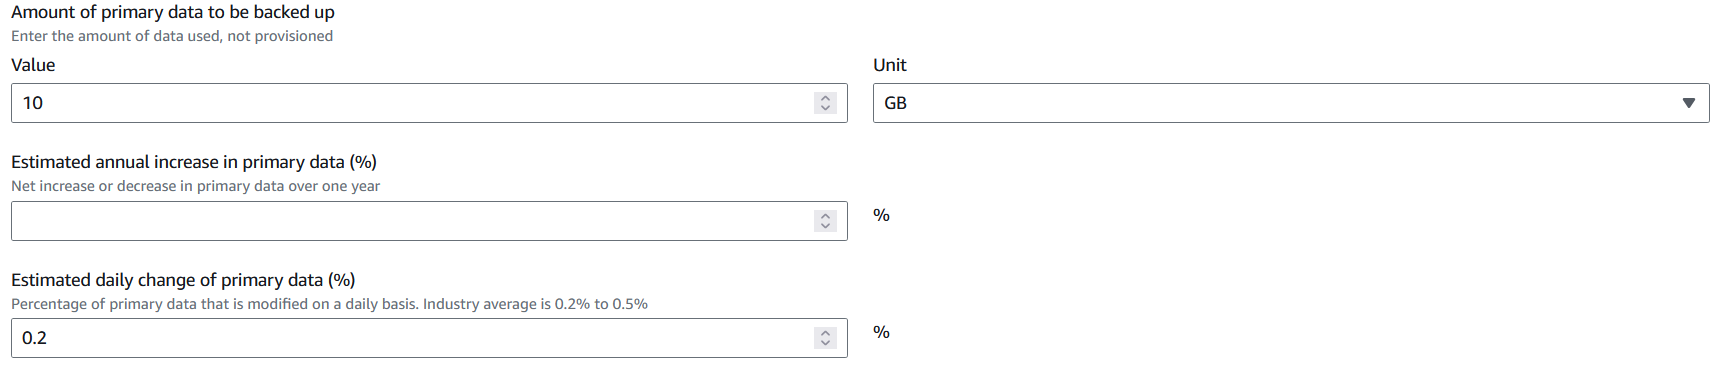 Amount of primary data to be backed up
Enter the amount of data used, not provisioned
Value
Unit
10
GB
Estimated annual increase in primary data (%)
Net increase or decrease in primary data over one year
%
Estimated daily change of primary data (%)
Percentage of primary data that is modified on a daily basis. Industry average is 0.2% to 0.5%
0.2
%